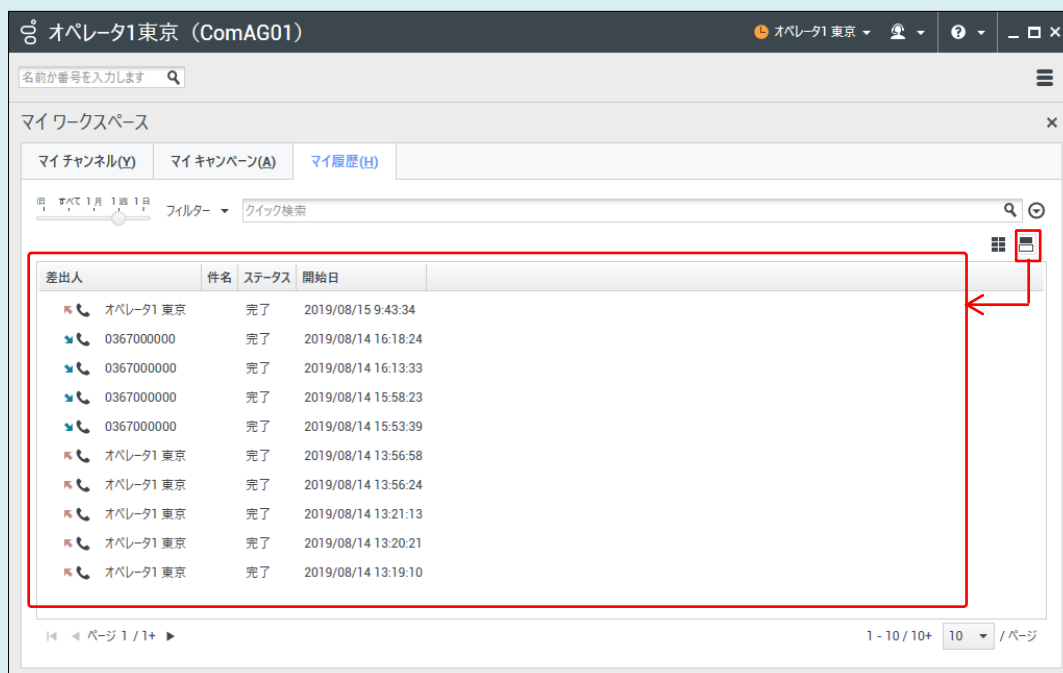 オペレータ1東京（ComAG01） オペレータ1 東京
名前か番号を入力します
マイ ワークスペース
マイ チャンネル(Y) マイ キャンペーン(A) マイ履歴(H)
旧 すべて 1月 1週 1日 フィルター クイック検索
差出人 件名 ステータス 開始日
オペレータ1 東京 完了 2019/08/15 9:43:34
0367000000 完了 2019/08/14 16:18:24
0367000000 完了 2019/08/14 16:13:33
0367000000 完了 2019/08/14 15:58:23
0367000000 完了 2019/08/14 15:53:39
オペレータ1 東京 完了 2019/08/14 13:56:58
オペレータ1 東京 完了 2019/08/14 13:56:24
オペレータ1 東京 完了 2019/08/14 13:21:13
オペレータ1 東京 完了 2019/08/14 13:20:21
オペレータ1 東京 完了 2019/08/14 13:19:10
ページ 1 / 1+ 1 - 10 / 10+ 10 / ページ